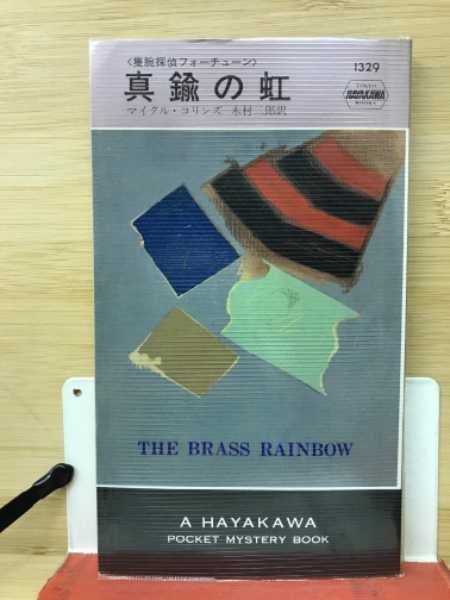 〈隻腕探偵フォーチューン〉
真鍮の虹
マイクル・コリンズ 木村二郎訳
1329
HAYAKAWA
BOOKS
THE BRASS RAINBOW
A HAYAKAWA
POCKET MYSTERY BOOK